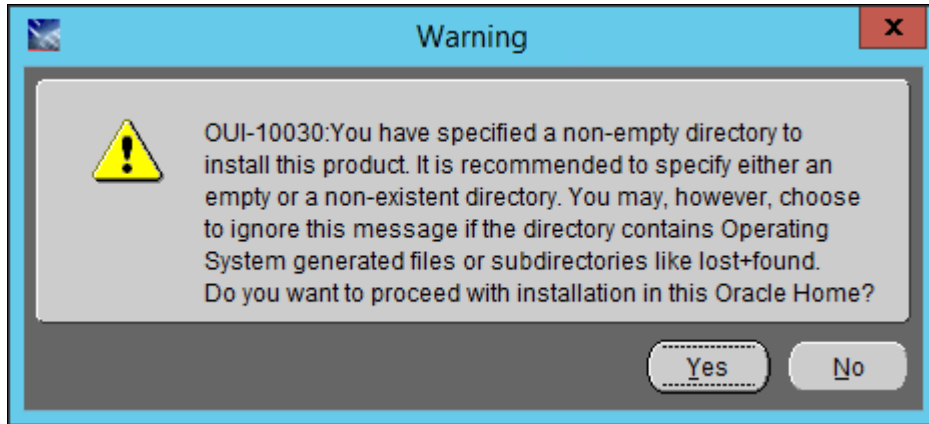 Warning
x
OUI-10030:You have specified a non-empty directory to
install this product. It is recommended to specify either an
empty or a non-existent directory. You may, however, choose
to ignore this message if the directory contains Operating
System generated files or subdirectories like lost+found.
Do you want to proceed with installation in this Oracle Home?
Yes No